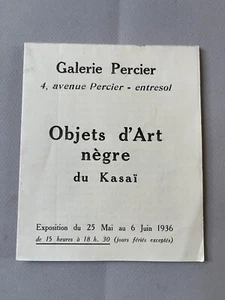 Galerie Percier
4, avenue Percier - entresol
Objets d'Art
nègre
du Kasaï
Exposition du 25 Mai au 6 Juin 1936
de 15 heures à 18 h. 30 (jours fériés exceptés)